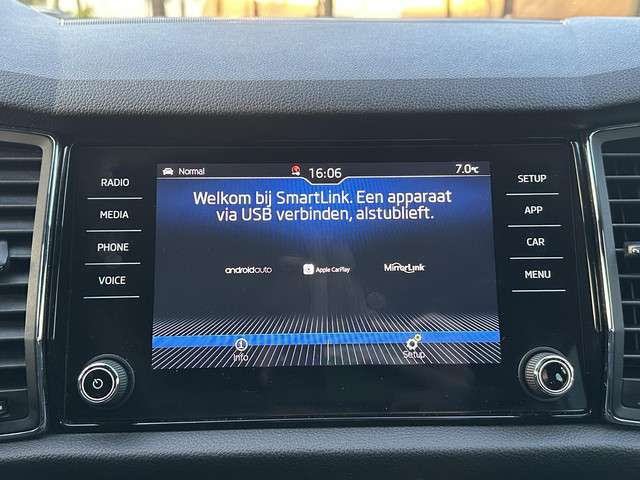 RADIO
MEDIA
PHONE
VOICE
Normal 16:06 7.0°C
Welkom bij SmartLink. Een apparaat
via USB verbinden, alstublieft.
androidauto Apple CarPlay MirrorLink
Info Setup
SETUP
APP
CAR
MENU